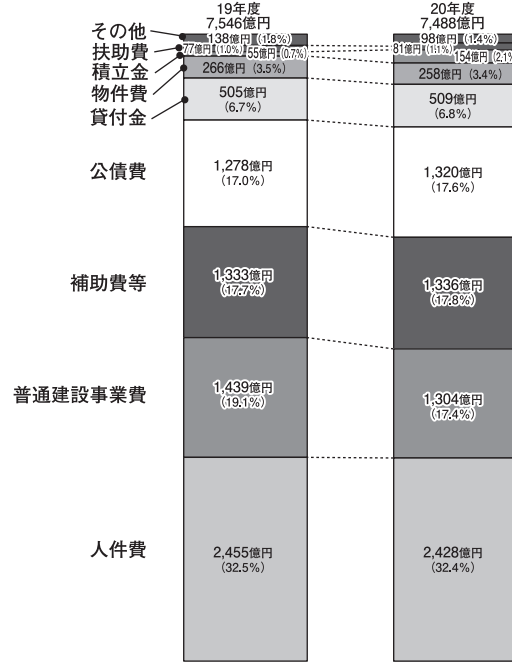 19年度
7,546億円
20年度
7,488億円
その他
138億円（1.8%）
98億円（1.4%）
扶助費
77億円（1.0%）
55億円（0.7%）
81億円（1.1%）
154億円（2.1%
積立金
266億円（3.5%）
258億円（3.4%）
物件費
貸付金
505億円
（6.7%）
509億円
（6.8%）
公債費
1,278億円
（17.0%）
1,320億円
（17.6%）
補助費等
1,333億円
（17.7%）
1,336億円
（17.8%）
普通建設事業費
1,439億円
（19.1%）
1,304億円
（17.4%）
人件費
2,455億円
（32.5%）
2,428億円
（32.4%）